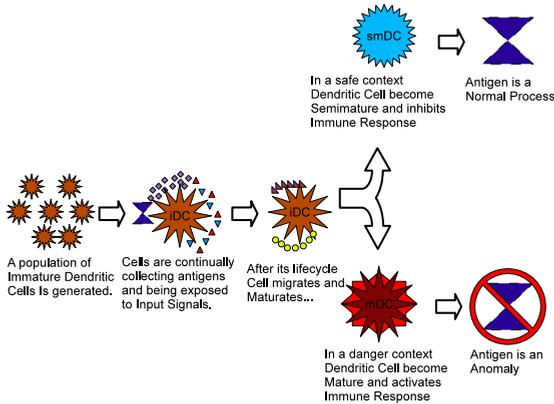 smDC
In a safe context
Dendritic Cell become
Semimature and inhibits
Immune Response
Antigen is a
Normal Process
iDC
iDC
A population of
Immature Dendritic
Cells Is generated.
Cells are continually
collecting antigens
and being exposed
to Input Signals.
After its lifecycle
Cell migrates and
Maturates...
mDC
In a danger context
Dendritic Cell become
Mature and activates
Immune Response
Antigen is an
Anomaly